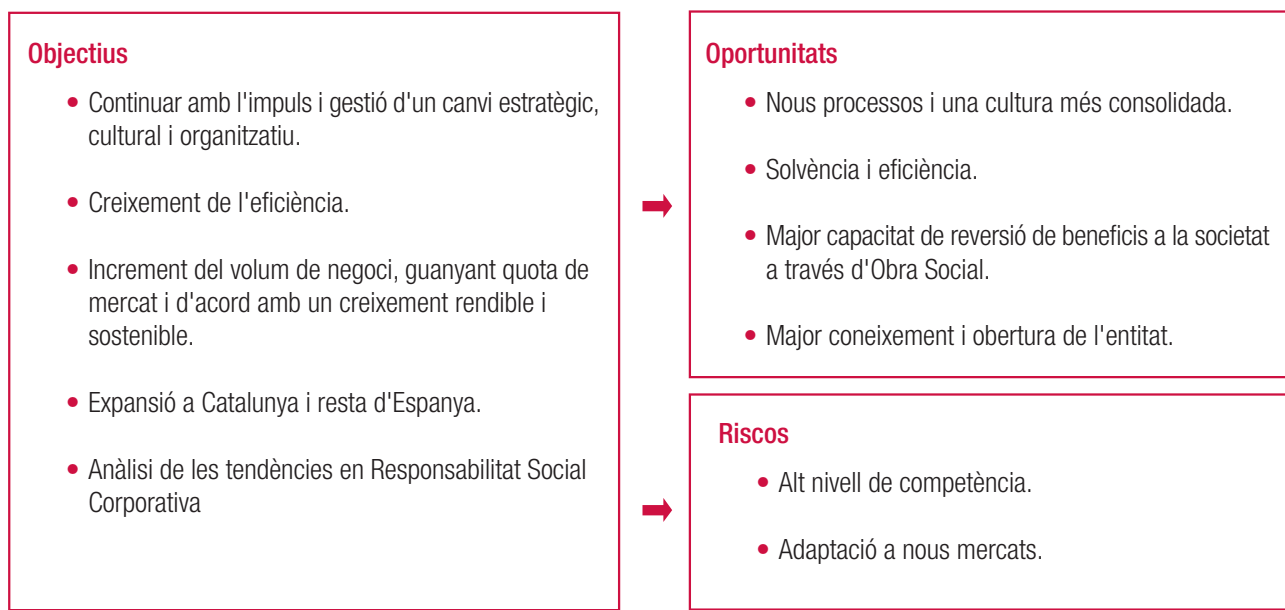 Objectius
• Continuar amb l'impuls i gestió d'un canvi estratègic,
cultural i organitzatiu.
• Creixement de l'eficiència.
• Increment del volum de negoci, guanyant quota de
mercat i d'acord amb un creixement rendible i
sostenible.
• Expansió a Catalunya i resta d'Espanya.
• Anàlisi de les tendències en Responsabilitat Social
Corporativa
Oportunitats
• Nous processos i una cultura més consolidada.
• Solvència i eficiència.
• Major capacitat de reversió de beneficis a la societat
a través d'Obra Social.
• Major coneixement i obertura de l'entitat.
Riscos
• Alt nivell de competència.
• Adaptació a nous mercats.